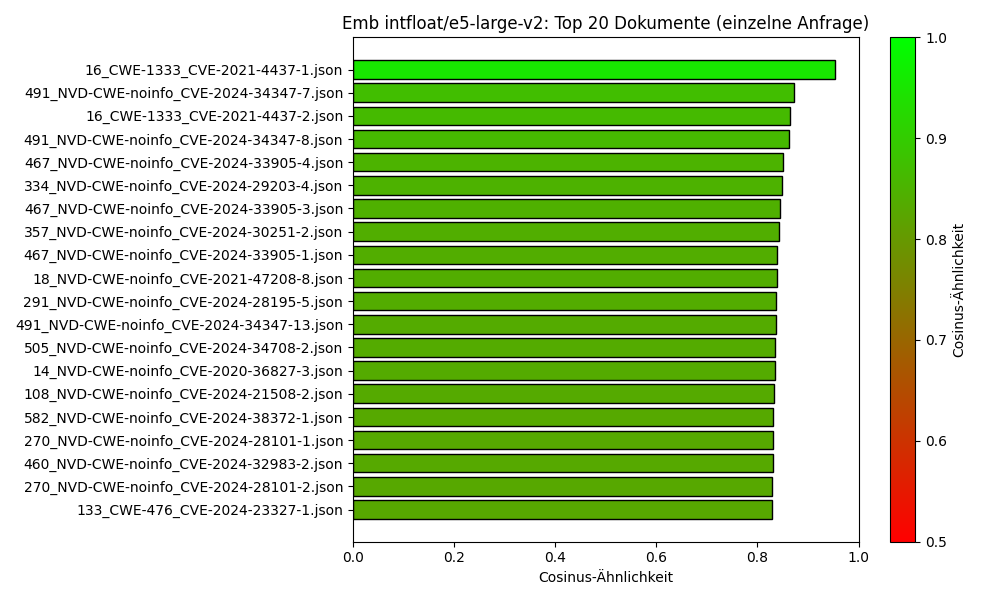 Emb intfloat/e5-large-v2: Top 20 Dokumente (einzelne Anfrage)
16_CWE-1333_CVE-2021-4437-1.json
491_NVD-CWE-noinfo_CVE-2024-34347-7.json
16_CWE-1333_CVE-2021-4437-2.json
491_NVD-CWE-noinfo_CVE-2024-34347-8.json
467_NVD-CWE-noinfo_CVE-2024-33905-4.json
334_NVD-CWE-noinfo_CVE-2024-29203-4.json
467_NVD-CWE-noinfo_CVE-2024-33905-3.json
357_NVD-CWE-noinfo_CVE-2024-30251-2.json
467_NVD-CWE-noinfo_CVE-2024-33905-1.json
18_NVD-CWE-noinfo_CVE-2021-47208-8.json
291_NVD-CWE-noinfo_CVE-2024-28195-5.json
491_NVD-CWE-noinfo_CVE-2024-34347-13.json
505_NVD-CWE-noinfo_CVE-2024-34708-2.json
14_NVD-CWE-noinfo_CVE-2020-36827-3.json
108_NVD-CWE-noinfo_CVE-2024-21508-2.json
582_NVD-CWE-noinfo_CVE-2024-38372-1.json
270_NVD-CWE-noinfo_CVE-2024-28101-1.json
460_NVD-CWE-noinfo_CVE-2024-32983-2.json
270_NVD-CWE-noinfo_CVE-2024-28101-2.json
133_CWE-476_CVE-2024-23327-1.json
0.0 0.2 0.4 0.6 0.8 1.0
Cosinus-Ähnlichkeit
1.0
0.9
0.8
0.7
0.6
0.5
Cosinus-Ähnlichkeit